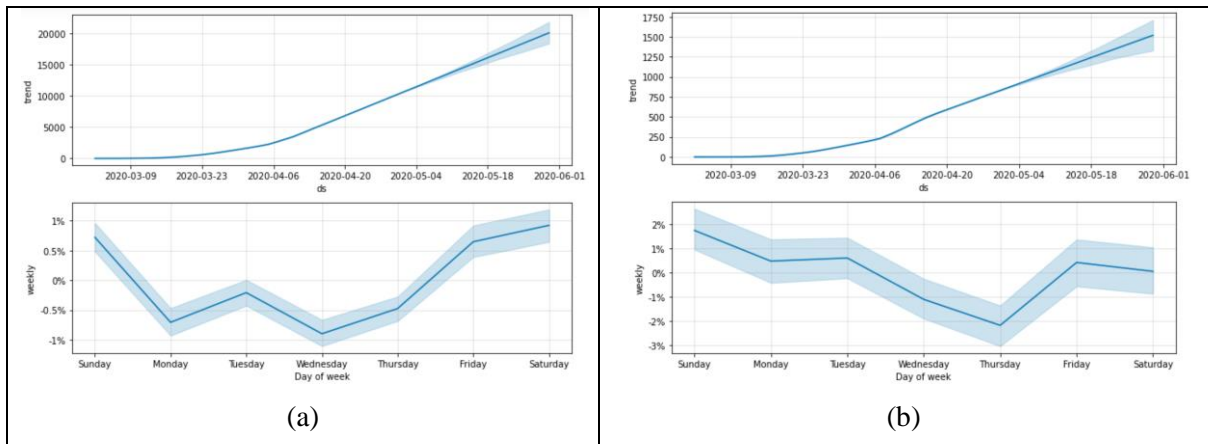 20000
15000
10000
5000
0
trend
2020-03-09 2020-03-23 2020-04-06 2020-04-20 2020-05-04 2020-05-18 2020-06-01
ds
1%
0.5%
0%
-0.5%
-1%
weekly
Sunday Monday Tuesday Wednesday Thursday Friday Saturday
Day of week
(a)
1750
1500
1250
1000
750
500
250
0
trend
2020-03-09 2020-03-23 2020-04-06 2020-04-20 2020-05-04 2020-05-18 2020-06-01
ds
2%
1%
0%
-1%
-2%
-3%
weekly
Sunday Monday Tuesday Wednesday Thursday Friday Saturday
Day of week
(b)